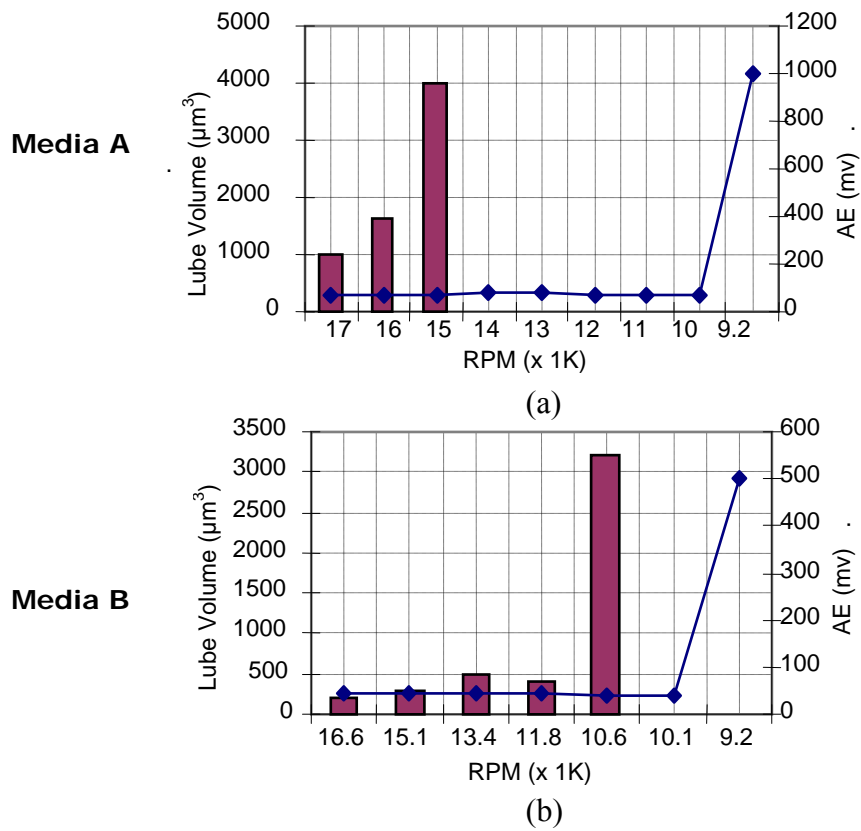 Media A
Lube Volume (µm³)
5000
4000
3000
2000
1000
0
1200
1000
800
600
400
200
0
AE (mv)
17 16 15 14 13 12 11 10 9.2
RPM (x 1K)
(a)
Media B
Lube Volume (µm³)
3500
3000
2500
2000
1500
1000
500
0
600
500
400
300
200
100
0
AE (mv)
16.6 15.1 13.4 11.8 10.6 10.1 9.2
RPM (x 1K)
(b)